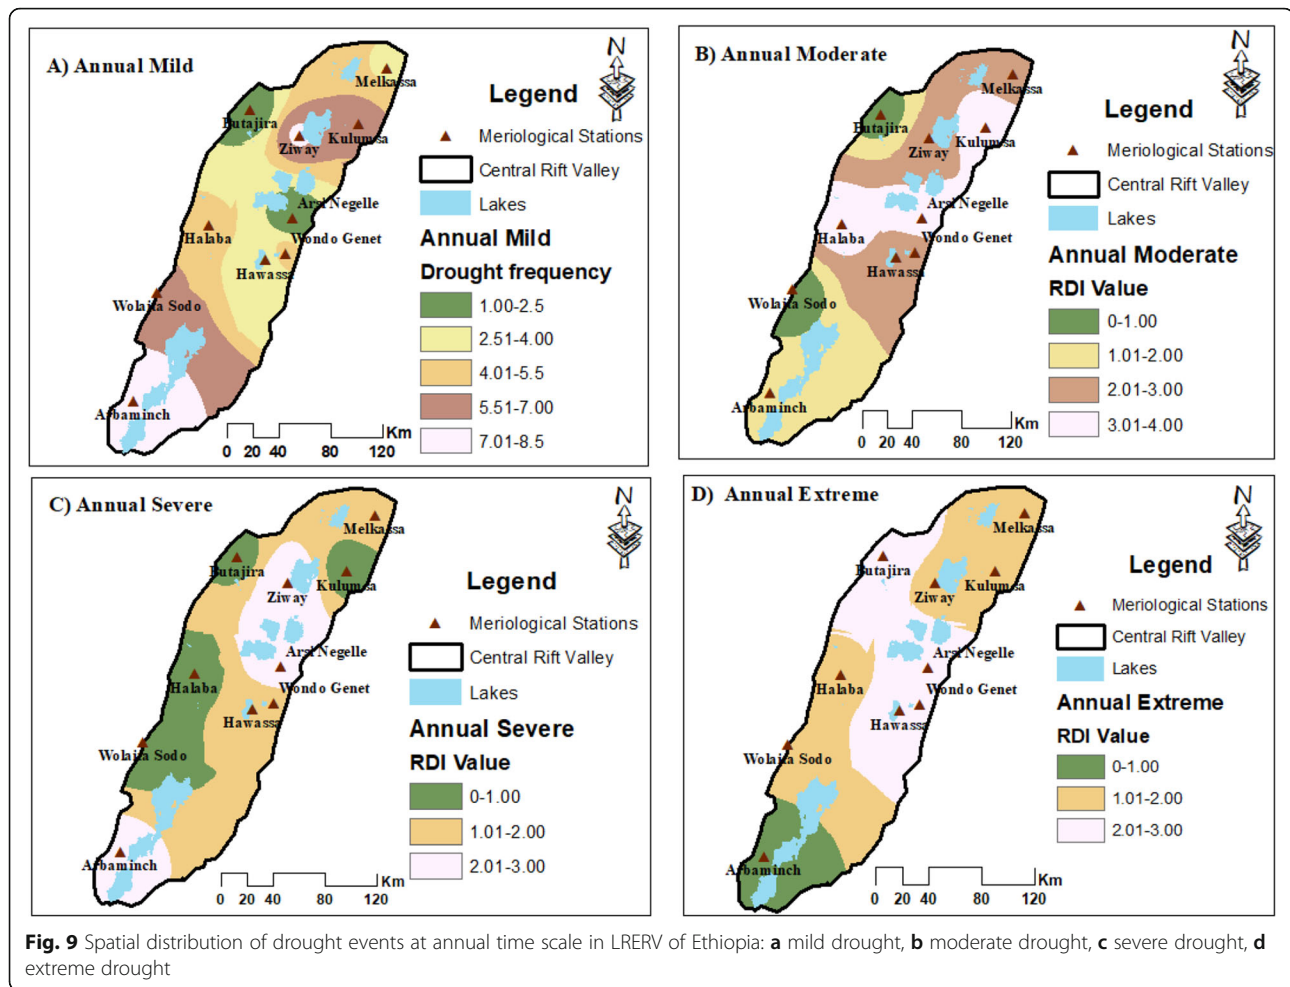 A) Annual Mild
N
Melkassa
Butajira
Ziway
Kulumsa
Arsi Negelle
Halaba
Wondo Genet
Hawassa
Wolaita Sodo
Arbaminch
Legend
Meriological Stations
Central Rift Valley
Lakes
Annual Mild
Drought frequency
1.00-2.5
2.51-4.00
4.01-5.5
5.51-7.00
7.01-8.5
Km
0 20 40 80 120
B) Annual Moderate
N
Melkassa
Butajira
Ziway
Kulumsa
Arsi Negelle
Halaba
Wondo Genet
Hawassa
Wolaita Sodo
Arbaminch
Legend
Meriological Stations
Central Rift Valley
Lakes
Annual Moderate
RDI Value
0-1.00
1.01-2.00
2.01-3.00
3.01-4.00
Km
0 20 40 80 120
C) Annual Severe
N
Melkassa
Butajira
Ziway
Kulumsa
Arsi Negelle
Halaba
Wondo Genet
Hawassa
Wolaita Sodo
Arbaminch
Legend
Meriological Stations
Central Rift Valley
Lakes
Annual Severe
RDI Value
0-1.00
1.01-2.00
2.01-3.00
Km
0 20 40 80 120
D) Annual Extreme
N
Melkassa
Butajira
Ziway
Kulumsa
Arsi Negelle
Halaba
Wondo Genet
Hawassa
Wolaita Sodo
Arbaminch
Legend
Meriological Stations
Central Rift Valley
Lakes
Annual Extreme
RDI Value
0-1.00
1.01-2.00
2.01-3.00
Km
0 20 40 80 120
Fig. 9 Spatial distribution of drought events at annual time scale in LRERV of Ethiopia: a mild drought, b moderate drought, c severe drought, d
extreme drought